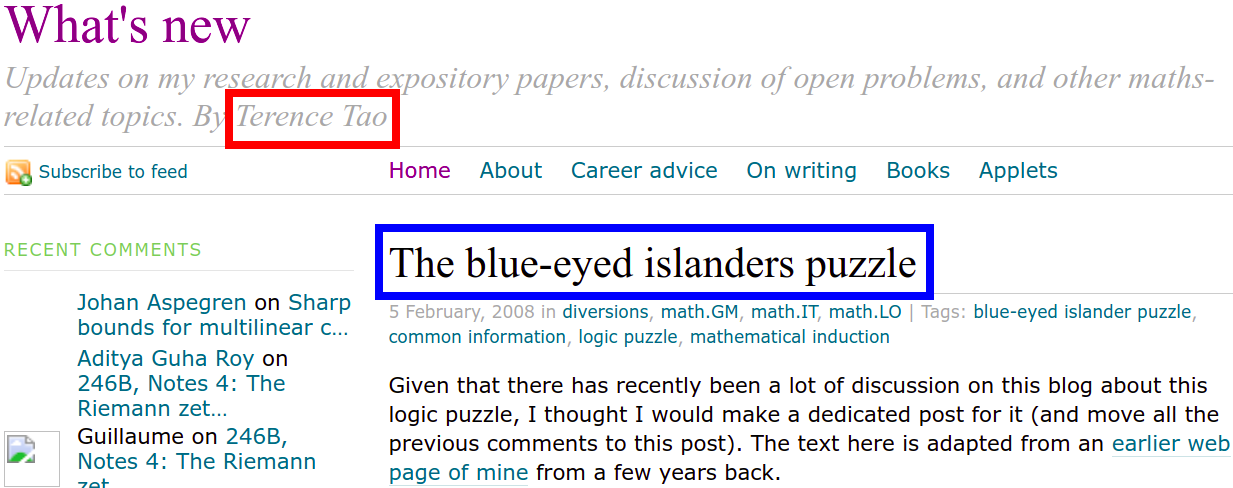 What's new
Updates on my research and expository papers, discussion of open problems, and other maths-
related topics. By Terence Tao
Subscribe to feed
Home About Career advice On writing Books Applets
RECENT COMMENTS
Johan Aspegren on Sharp
bounds for multilinear c…
Aditya Guha Roy on
246B, Notes 4: The
Riemann zet…
Guillaume on 246B,
Notes 4: The Riemann
zet…
The blue-eyed islanders puzzle
5 February, 2008 in diversions, math.GM, math.IT, math.LO | Tags: blue-eyed islander puzzle,
common information, logic puzzle, mathematical induction
Given that there has recently been a lot of discussion on this blog about this
logic puzzle, I thought I would make a dedicated post for it (and move all the
previous comments to this post). The text here is adapted from an earlier web
page of mine from a few years back.